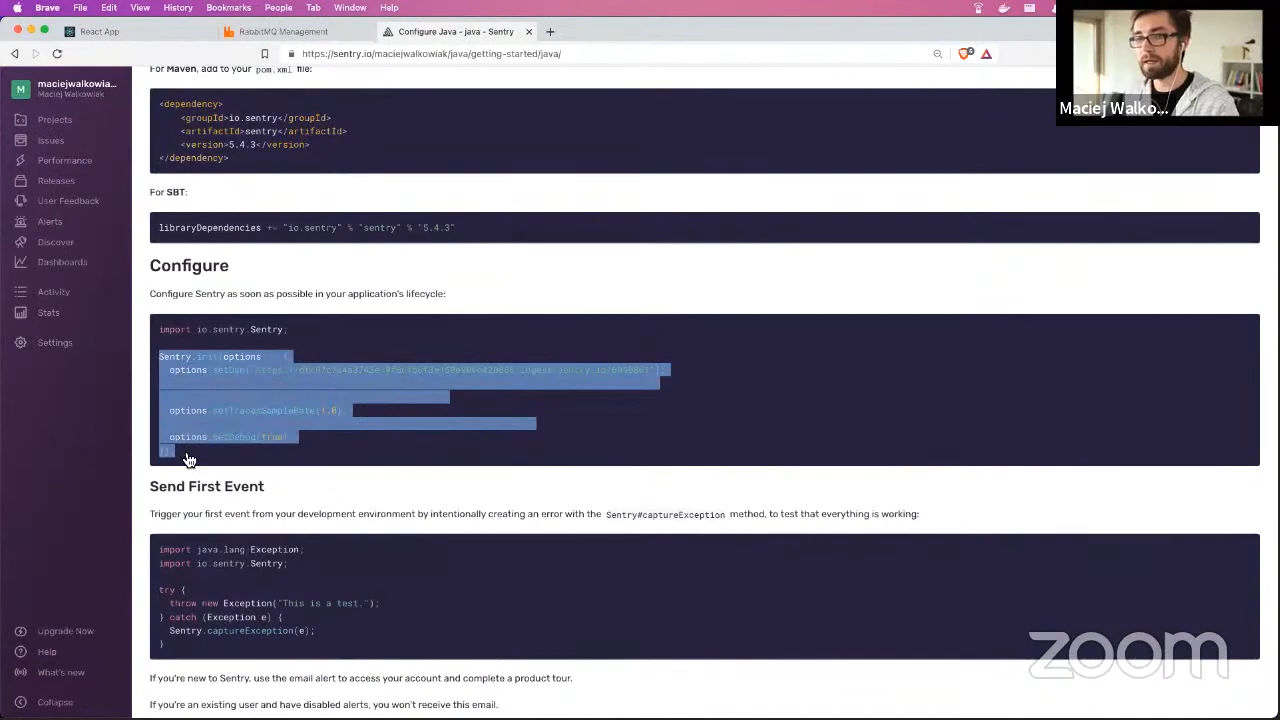 Brave File Edit View History Bookmarks People Tab Window Help
React App
RabbitMQ Management
Configure Java - java - Sentry
https://sentry.io/maciejwalkowiak/java/getting-started/java/
Maciej Walko...
M
maciejwalkowia...
Maciej Walkowiak
Projects
Issues
Performance
Releases
User Feedback
Alerts
Discover
Dashboards
Activity
Stats
Settings
Upgrade Now
Help
What's new
Collapse
For Maven, add to your pom.xml file:
<dependency>
<groupId>io.sentry</groupId>
<artifactId>sentry</artifactId>
<version>5.4.3</version>
</dependency>
For SBT:
libraryDependencies += "io.sentry" % "sentry" % "5.4.3"
Configure
Configure Sentry as soon as possible in your application's lifecycle:
import io.sentry.Sentry;
Sentry.init(options
options.setDsn(
options.setTracesSampleRate(1.0)
options.setDebug(true)
Send First Event
Trigger your first event from your development environment by intentionally creating an error with the Sentry#captureException method, to test that everything is working:
import java.lang.Exception;
import io.sentry.Sentry;
try {
throw new Exception("This is a test.");
} catch (Exception e) {
Sentry.captureException(e);
}
If you're new to Sentry, use the email alert to access your account and complete a product tour.
If you're an existing user and have disabled alerts, you won't receive this email.
zoom